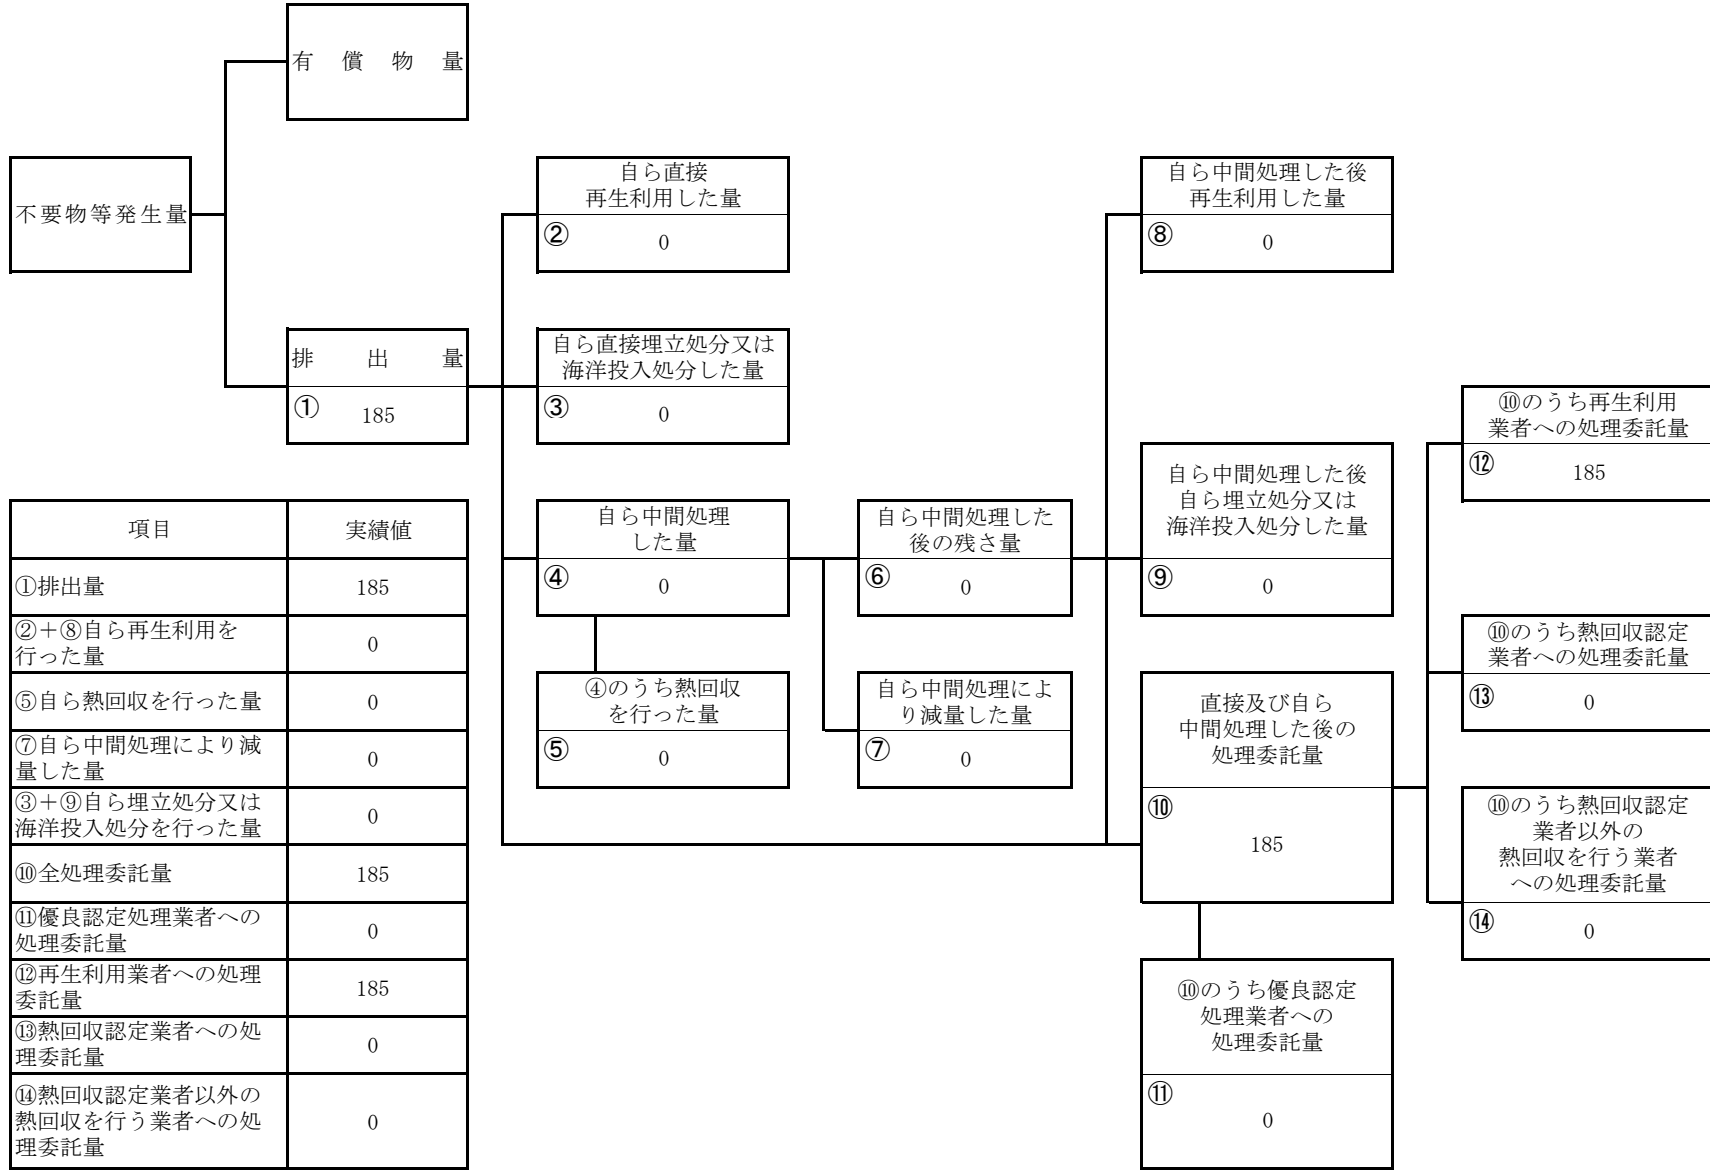 有償物量
不要物等発生量
排出量
① 185
自ら直接
再生利用した量
② 0
自ら直接埋立処分又は
海洋投入処分した量
③ 0
自ら中間処理
した量
④ 0
④のうち熱回収
を行った量
⑤ 0
自ら中間処理した
後の残さ量
⑥ 0
自ら中間処理によ
り減量した量
⑦ 0
自ら中間処理した後
再生利用した量
⑧ 0
自ら中間処理した後
自ら埋立処分又は
海洋投入処分した量
⑨ 0
直接及び自ら
中間処理した後の
処理委託量
⑩
185
⑩のうち優良認定
処理業者への
処理委託量
⑪
0
⑩のうち再生利用
業者への処理委託量
⑫ 185
⑩のうち熱回収認定
業者への処理委託量
⑬ 0
⑩のうち熱回収認定
業者以外の
熱回収を行う業者
への処理委託量
⑭ 0
項目 実績値
①排出量 185
②＋⑧自ら再生利用を
行った量 0
⑤自ら熱回収を行った量 0
⑦自ら中間処理により減
量した量 0
③＋⑨自ら埋立処分又は
海洋投入処分を行った量 0
⑩全処理委託量 185
⑪優良認定処理業者への
処理委託量 0
⑫再生利用業者への処理
委託量 185
⑬熱回収認定業者への処
理委託量 0
⑭熱回収認定業者以外の
熱回収を行う業者への処
理委託量 0